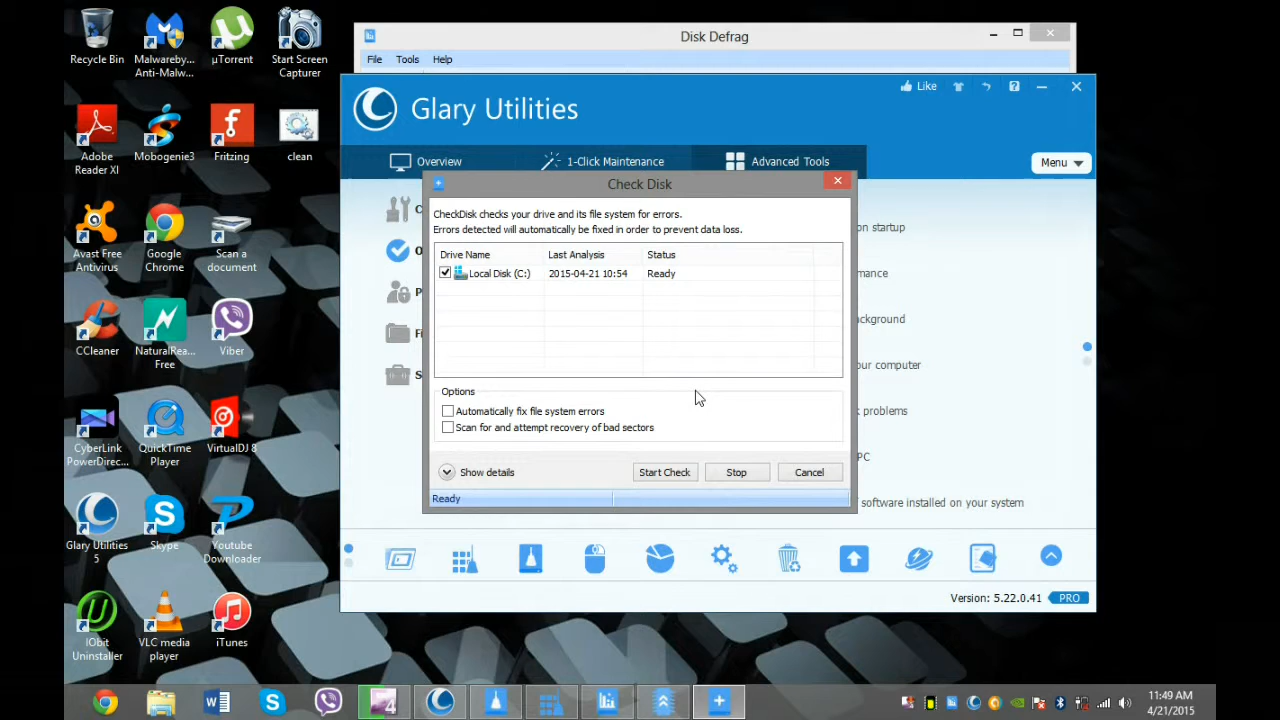 Recycle Bin
Malwareby...
Anti-Malw...
µTorrent
Start Screen
Capturer
Adobe
Reader XI
Mobogenie3
Fritzing
clean
Avast Free
Antivirus
Google
Chrome
Scan a
document
CCleaner
NaturalRea...
Free
Viber
CyberLink
PowerDirec...
QuickTime
Player
VirtualDJ 8
Glary Utilities
5
Skype
Youtube
Downloader
IObit
Uninstaller
VLC media
player
iTunes
Disk Defrag
File Tools Help
Like
Glary Utilities
Overview 1-Click Maintenance Advanced Tools
Menu
Check Disk
CheckDisk checks your drive and its file system for errors.
Errors detected will automatically be fixed in order to prevent data loss.
Drive Name Last Analysis Status
Local Disk (C:) 2015-04-21 10:54 Ready
Options
Automatically fix file system errors
Scan for and attempt recovery of bad sectors
Show details Start Check Stop Cancel
Ready
C
O
P
Fi
S
on startup
mance
ackground
our computer
k problems
PC
f software installed on your system
Version: 5.22.0.41 PRO
4
11:49 AM
4/21/2015